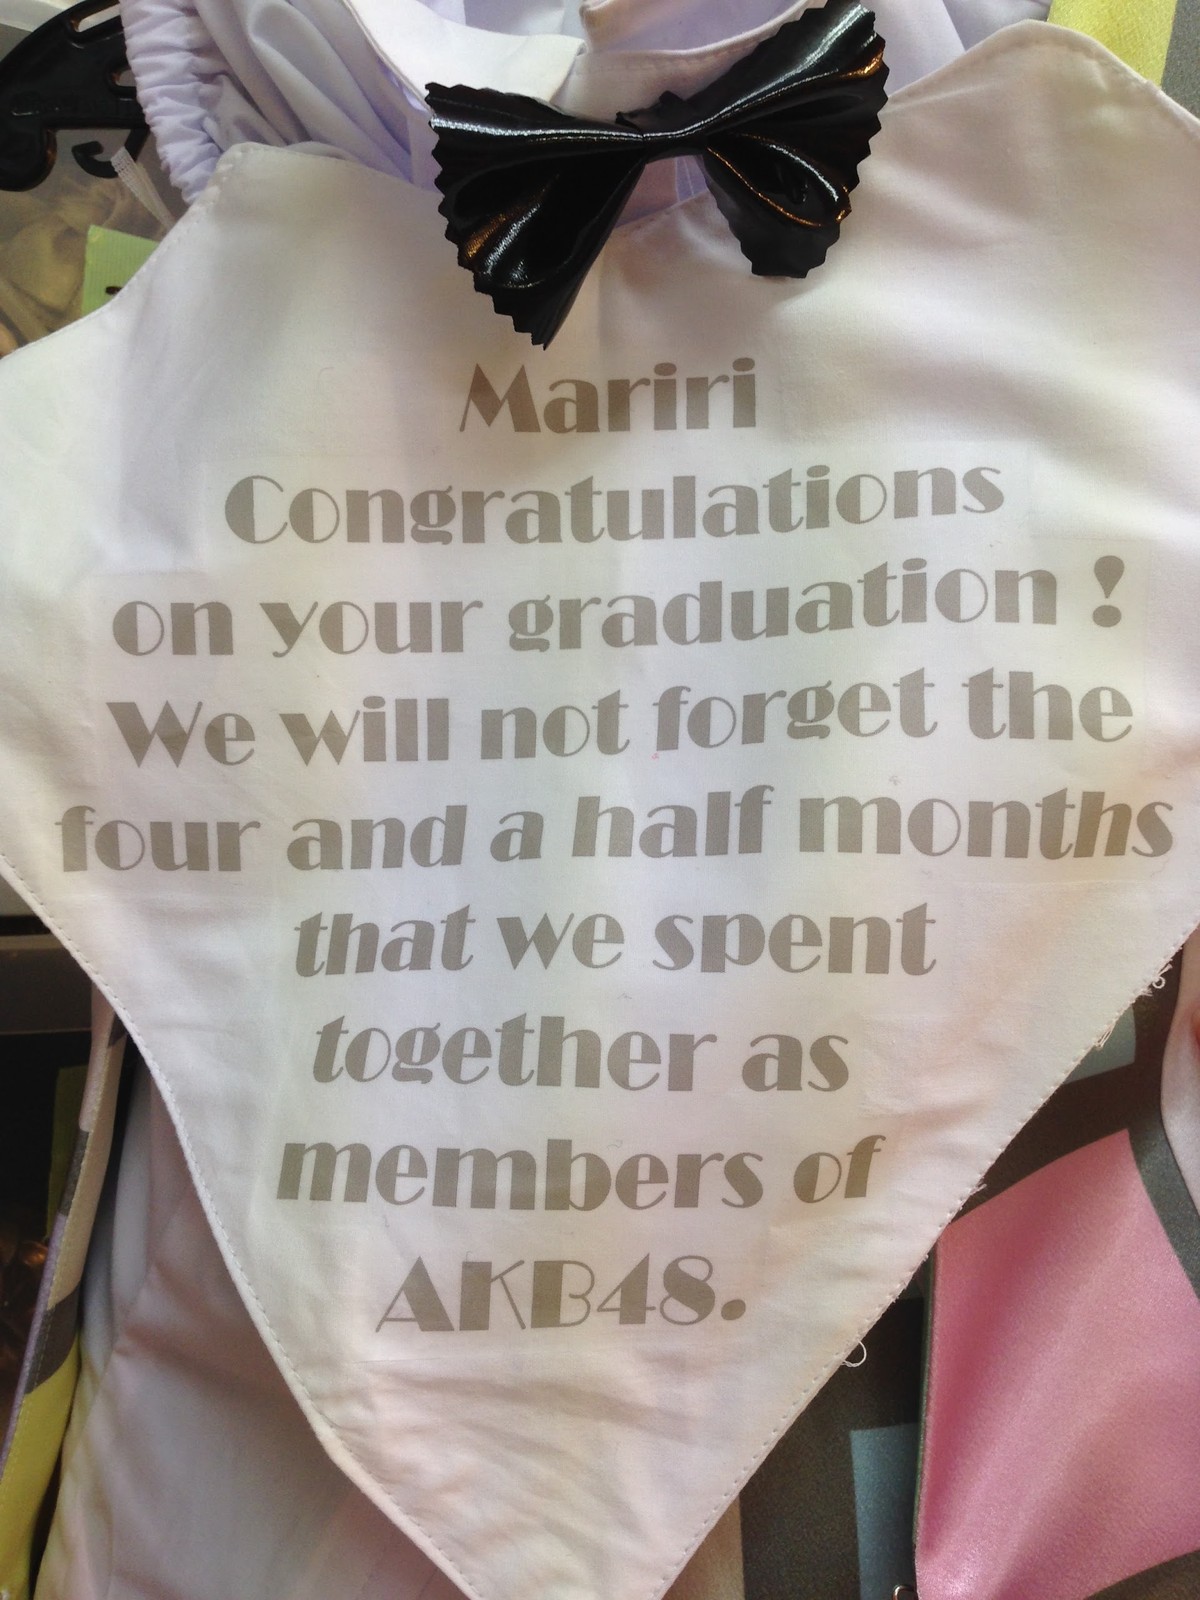 Mariri
Congratulations
on your graduation !
We will not forget the
four and a half months
that we spent
together as
members of
AKB48.